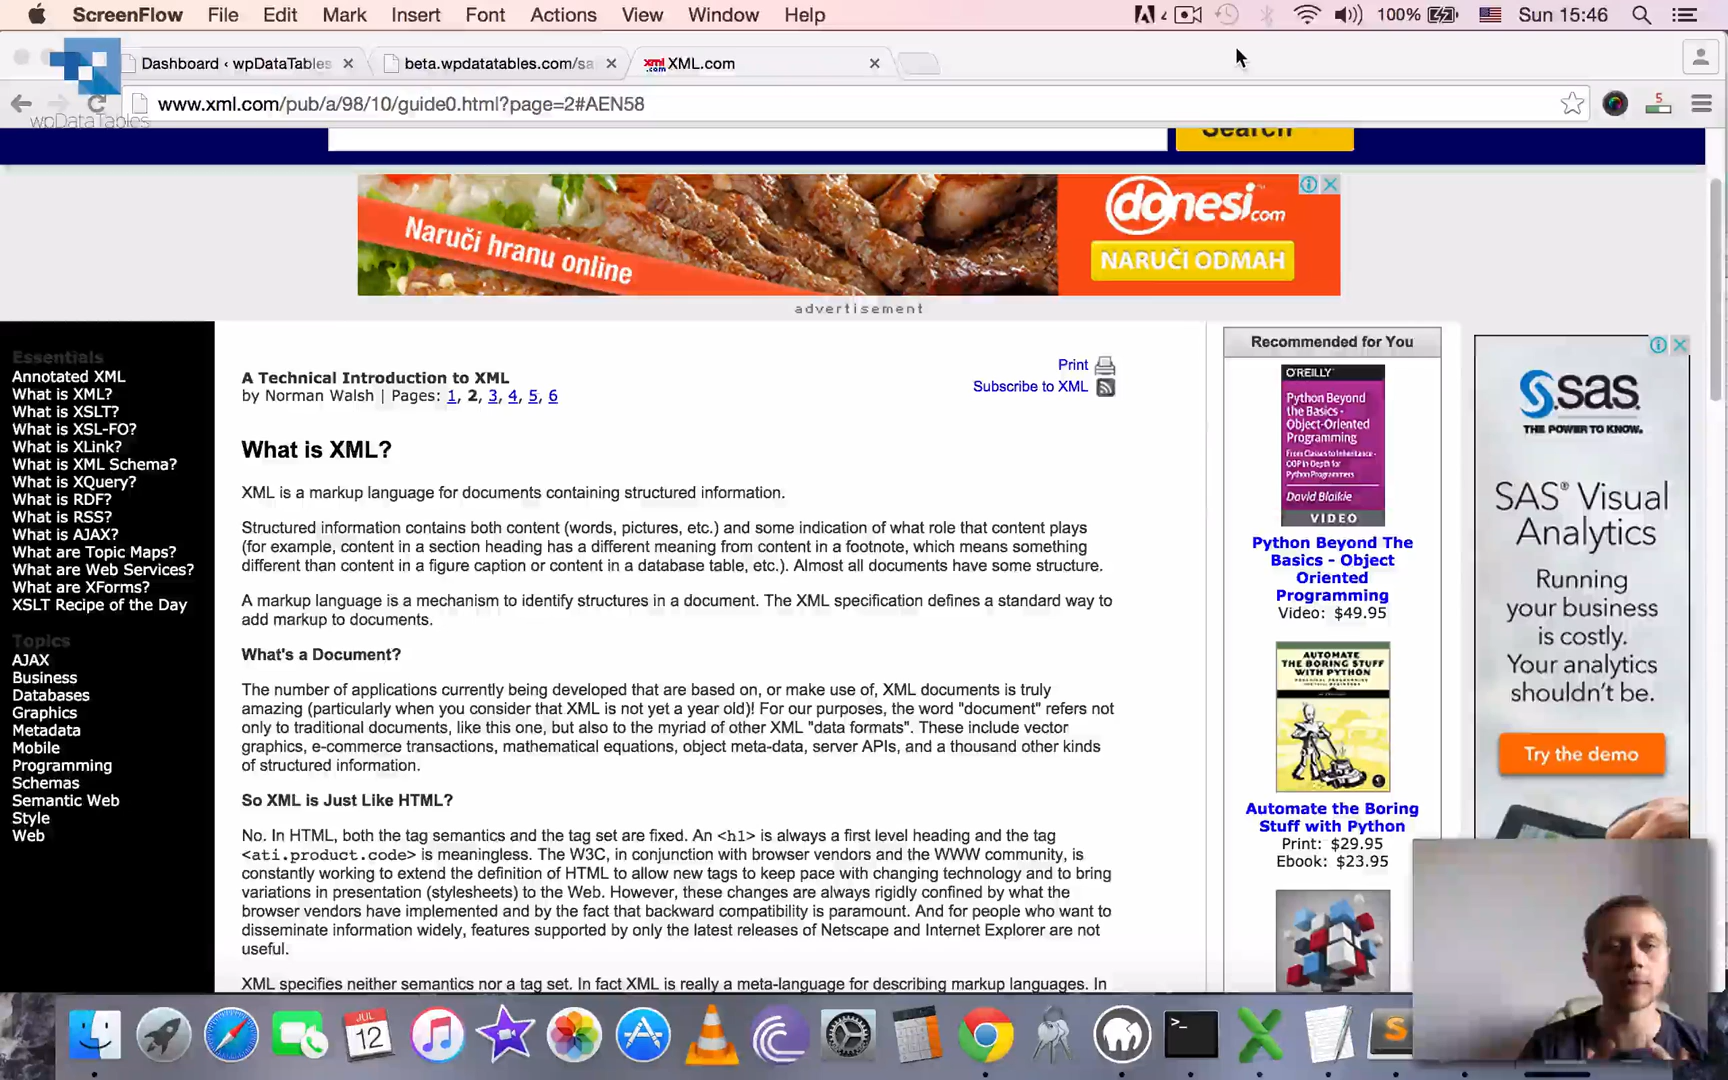 ScreenFlow File Edit Mark Insert Font Actions View Window Help 100% Sun 15:46
Dashboard ‹ wpDataTables
beta.wpdatatables.com/sa
XML.com
www.xml.com/pub/a/98/10/guide0.html?page=2#AEN58
5
wpDataTables
Search
Naruči hranu online
donesi.com
NARUČI ODMAH
advertisement
Essentials
Annotated XML
What is XML?
What is XSLT?
What is XSL-FO?
What is XLink?
What is XML Schema?
What is XQuery?
What is RDF?
What is RSS?
What is AJAX?
What are Topic Maps?
What are Web Services?
What are XForms?
XSLT Recipe of the Day
Topics
AJAX
Business
Databases
Graphics
Metadata
Mobile
Programming
Schemas
Semantic Web
Style
Web
A Technical Introduction to XML
by Norman Walsh | Pages: 1, 2, 3, 4, 5, 6
Print
Subscribe to XML
What is XML?
XML is a markup language for documents containing structured information.
Structured information contains both content (words, pictures, etc.) and some indication of what role that content plays
(for example, content in a section heading has a different meaning from content in a footnote, which means something
different than content in a figure caption or content in a database table, etc.). Almost all documents have some structure.
A markup language is a mechanism to identify structures in a document. The XML specification defines a standard way to
add markup to documents.
What's a Document?
The number of applications currently being developed that are based on, or make use of, XML documents is truly
amazing (particularly when you consider that XML is not yet a year old)! For our purposes, the word "document" refers not
only to traditional documents, like this one, but also to the myriad of other XML "data formats". These include vector
graphics, e-commerce transactions, mathematical equations, object meta-data, server APIs, and a thousand other kinds
of structured information.
So XML is Just Like HTML?
No. In HTML, both the tag semantics and the tag set are fixed. An <h1> is always a first level heading and the tag
<ati.product.code> is meaningless. The W3C, in conjunction with browser vendors and the WWW community, is
constantly working to extend the definition of HTML to allow new tags to keep pace with changing technology and to bring
variations in presentation (stylesheets) to the Web. However, these changes are always rigidly confined by what the
browser vendors have implemented and by the fact that backward compatibility is paramount. And for people who want to
disseminate information widely, features supported by only the latest releases of Netscape and Internet Explorer are not
useful.
XML specifies neither semantics nor a tag set. In fact XML is really a meta-language for describing markup languages. In
Recommended for You
O'REILLY
Python Beyond
the Basics -
Object-Oriented
Programming
From Classes to Inheritance-
OOP in Depth for
Python Programmers
David Blaikie
VIDEO
Python Beyond The
Basics - Object
Oriented
Programming
Video: $49.95
AUTOMATE
THE BORING STUFF
WITH PYTHON
Automate the Boring
Stuff with Python
Print: $29.95
Ebook: $23.95
sas
THE POWER TO KNOW.
SAS® Visual
Analytics
Running
your business
is costly.
Your analytics
shouldn't be.
Try the demo
JUL
12